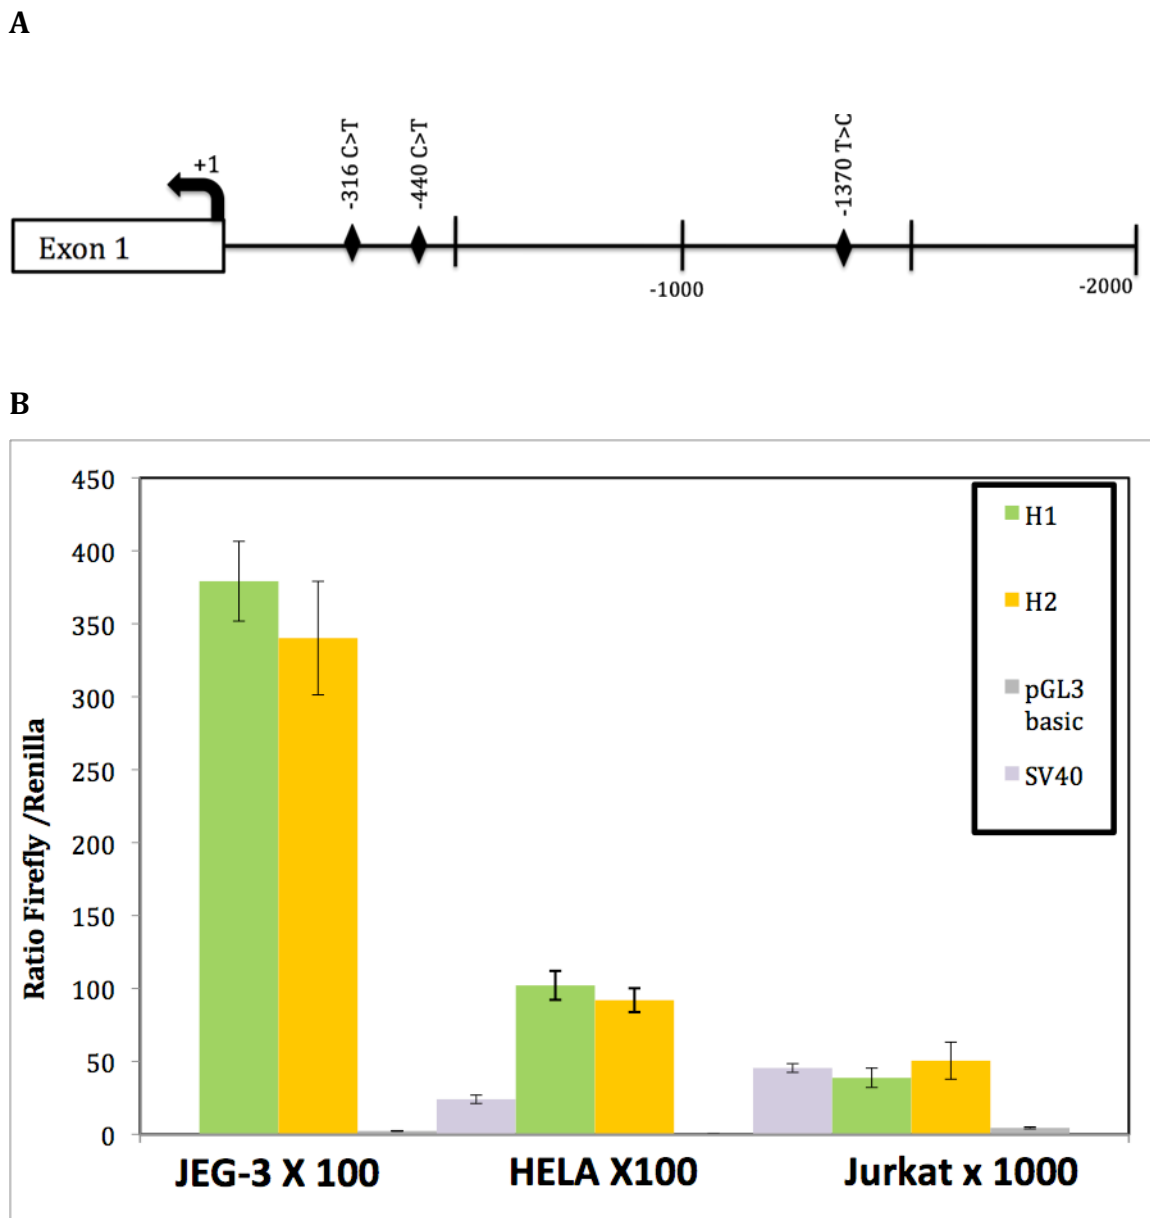 A
+1
-316 C>T
-440 C>T
-1370 T>C
Exon 1
-1000
-2000
B
Ratio Firefly /Renilla
450
400
350
300
250
200
150
100
50
0
H1
H2
pGL3
basic
SV40
JEG-3 X 100
HELA X100
Jurkat x 1000